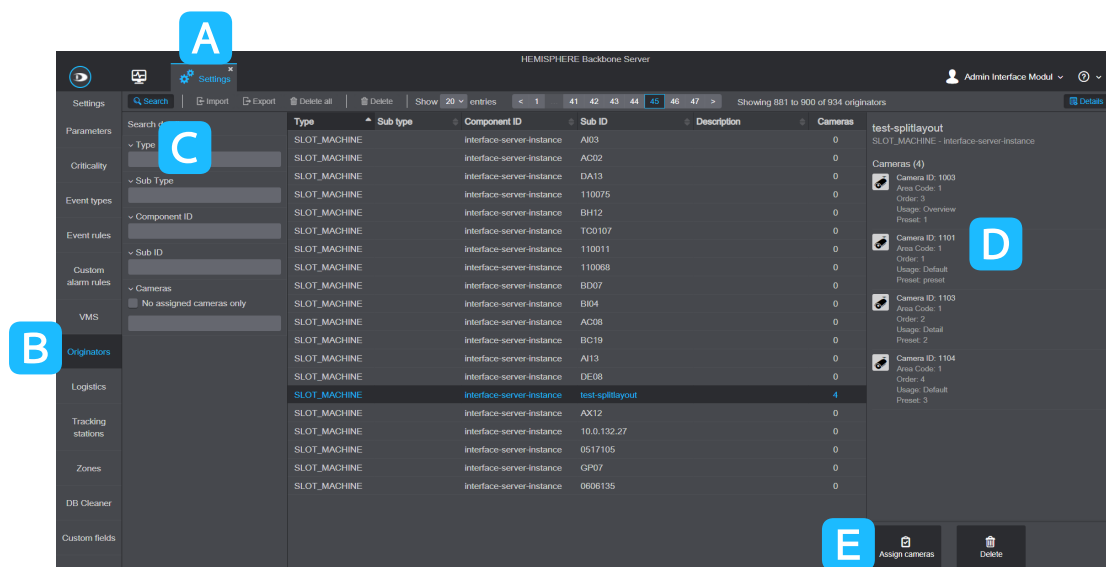 A
HEMISPHERE Backbone Server
Settings
Admin Interface Modul
Settings
Search
Import
Export
Delete all
Delete
Show 20 entries
< 1 ... 41 42 43 44 45 46 47 >
Showing 881 to 900 of 934 originators
Details
Parameters
Criticality
Event types
Event rules
Custom
alarm rules
VMS
B
Originators
Logistics
Tracking
stations
Zones
DB Cleaner
Custom fields
C
Type
Sub Type
Component ID
Sub ID
Cameras
No assigned cameras only
Type Sub type Component ID Sub ID Description Cameras
SLOT_MACHINE interface-server-instance AI03 0
SLOT_MACHINE interface-server-instance AC02 0
SLOT_MACHINE interface-server-instance DA13 0
SLOT_MACHINE interface-server-instance 110075 0
SLOT_MACHINE interface-server-instance BH12 0
SLOT_MACHINE interface-server-instance TC0107 0
SLOT_MACHINE interface-server-instance 110011 0
SLOT_MACHINE interface-server-instance 110068 0
SLOT_MACHINE interface-server-instance BD07 0
SLOT_MACHINE interface-server-instance BI04 0
SLOT_MACHINE interface-server-instance AC08 0
SLOT_MACHINE interface-server-instance BC19 0
SLOT_MACHINE interface-server-instance AI13 0
SLOT_MACHINE interface-server-instance DE08 0
SLOT_MACHINE interface-server-instance test-splitlayout 4
SLOT_MACHINE interface-server-instance AX12 0
SLOT_MACHINE interface-server-instance 10.0.132.27 0
SLOT_MACHINE interface-server-instance 0517105 0
SLOT_MACHINE interface-server-instance GP07 0
SLOT_MACHINE interface-server-instance 0606135 0
test-splitlayout
SLOT_MACHINE - interface-server-instance
Cameras (4)
Camera ID: 1003
Area Code: 1
Order: 3
Usage: Overview
Preset: 1
D
Camera ID: 1101
Area Code: 1
Order: 1
Usage: Default
Preset: preset
Camera ID: 1103
Area Code: 1
Order: 2
Usage: Detail
Preset: 2
Camera ID: 1104
Area Code: 1
Order: 4
Usage: Default
Preset: 3
E
Assign cameras
Delete